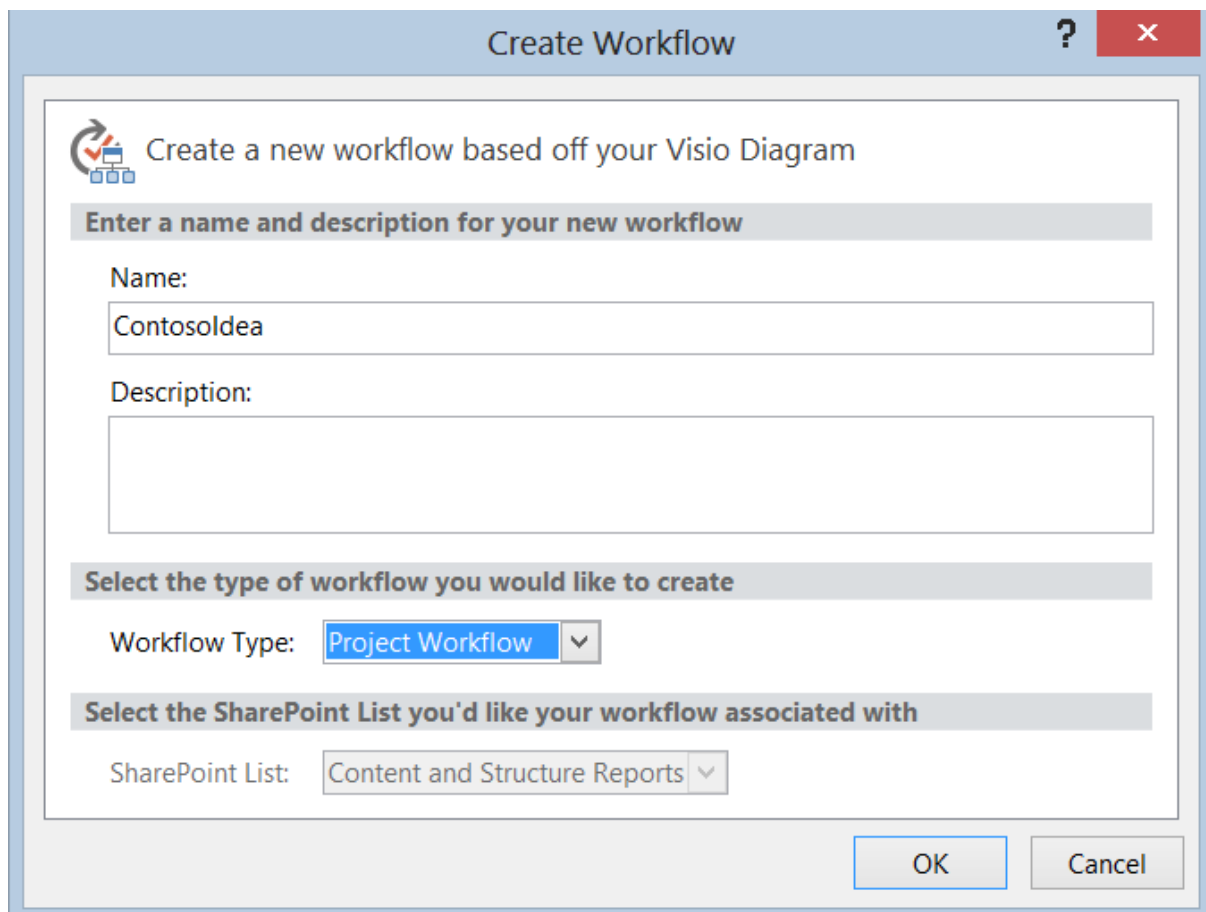 Create Workflow
?
Create a new workflow based off your Visio Diagram
Enter a name and description for your new workflow
Name:
ContosoIdea
Description:
Select the type of workflow you would like to create
Workflow Type: Project Workflow
Select the SharePoint List you'd like your workflow associated with
SharePoint List: Content and Structure Reports
OK Cancel